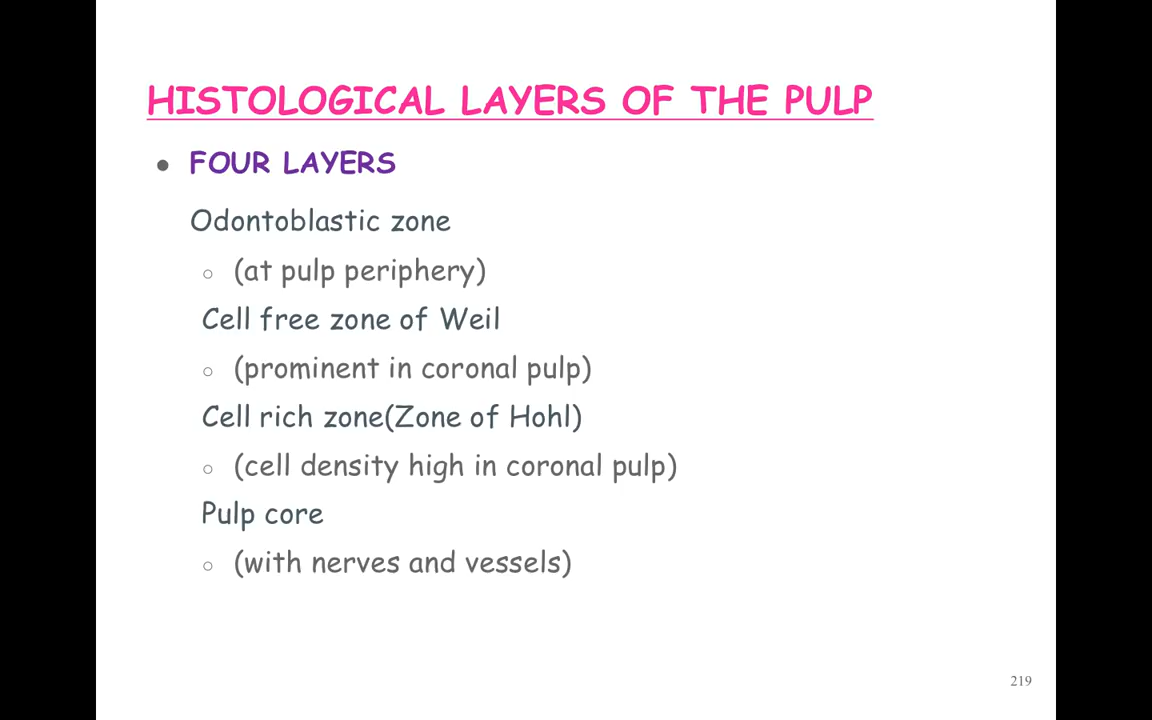 HISTOLOGICAL LAYERS OF THE PULP
● FOUR LAYERS
Odontoblastic zone
○ (at pulp periphery)
Cell free zone of Weil
○ (prominent in coronal pulp)
Cell rich zone(Zone of Hohl)
○ (cell density high in coronal pulp)
Pulp core
○ (with nerves and vessels)
219